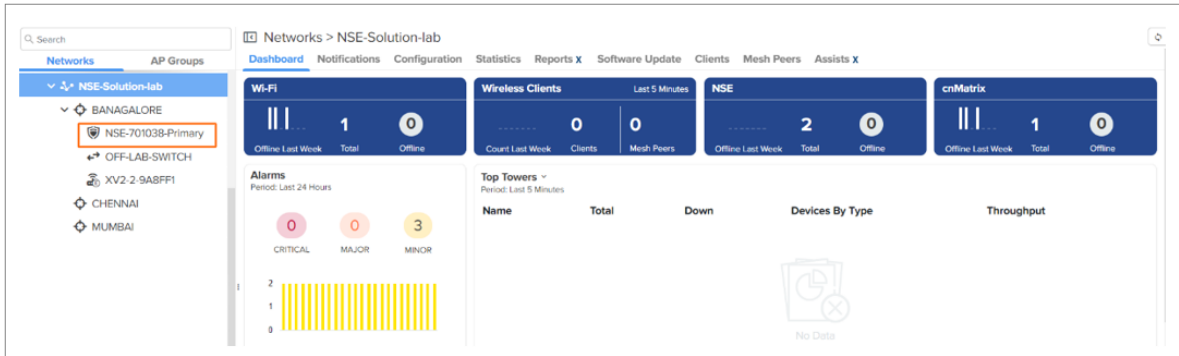 Search
Networks AP Groups
NSE-Solution-lab
BANAGALORE
NSE-701038-Primary
OFF-LAB-SWITCH
XV2-2-9A8FF1
CHENNAI
MUMBAI
Networks > NSE-Solution-lab
Dashboard Notifications Configuration Statistics Reports X Software Update Clients Mesh Peers Assists X
Wi-Fi
1 0
Offline Last Week Total Offline
Wireless Clients Last 5 Minutes
0 0
Count Last Week Clients Mesh Peers
NSE
2 0
Offline Last Week Total Offline
cnMatrix
1 0
Offline Last Week Total Offline
Alarms
Period: Last 24 Hours
0 0 3
CRITICAL MAJOR MINOR
2
1
0
Top Towers
Period: Last 5 Minutes
Name Total Down Devices By Type Throughput
No Data